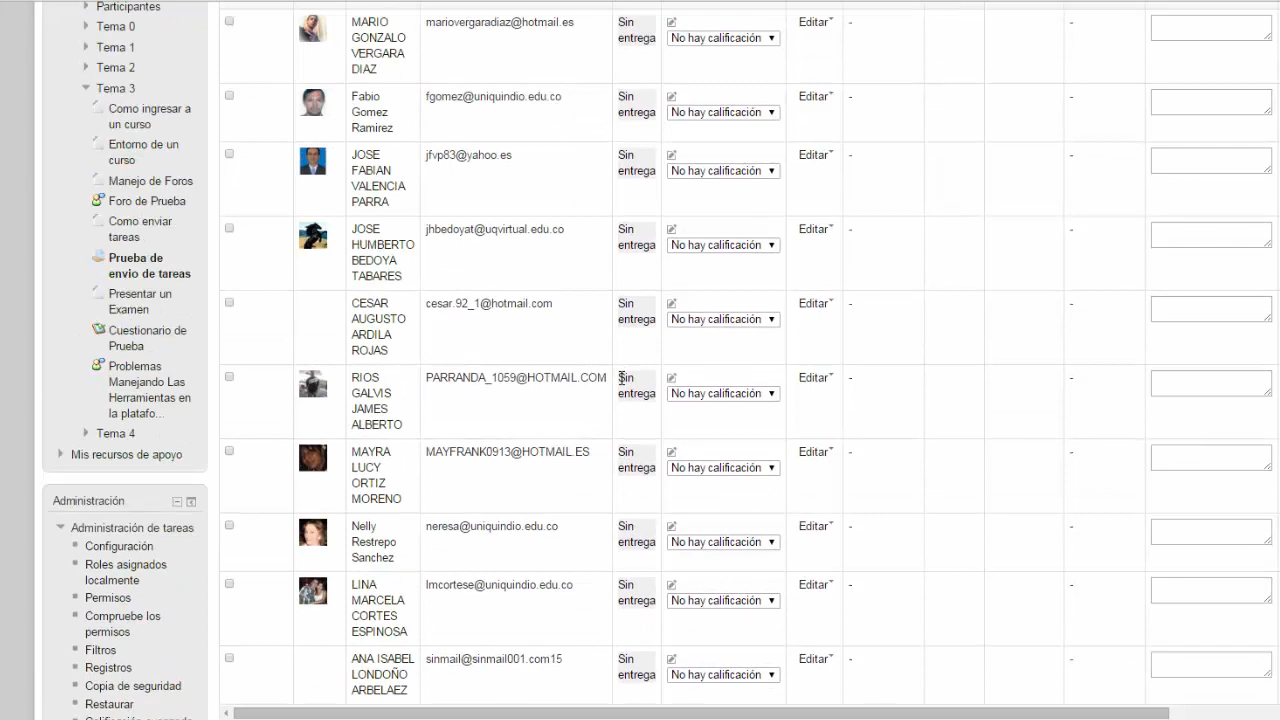 Participantes
Tema 0
Tema 1
Tema 2
Tema 3
Como ingresar a
un curso
Entorno de un
curso
Manejo de Foros
Foro de Prueba
Como enviar
tareas
Prueba de
envio de tareas
Presentar un
Examen
Cuestionario de
Prueba
Problemas
Manejando Las
Herramientas en
la platafo...
Tema 4
Mis recursos de apoyo
Administración
Administración de tareas
Configuración
Roles asignados
localmente
Permisos
Compruebe los
permisos
Filtros
Registros
Copia de seguridad
Restaurar
MARIO
GONZALO
VERGARA
DIAZ
mariovergaradiaz@hotmail.es
Sin
entrega
No hay calificación
Editar
-
-
Fabio
Gomez
Ramirez
fgomez@uniquindio.edu.co
Sin
entrega
No hay calificación
Editar
-
-
JOSE
FABIAN
VALENCIA
PARRA
jfvp83@yahoo.es
Sin
entrega
No hay calificación
Editar
-
-
JOSE
HUMBERTO
BEDOYA
TABARES
jhbedoyat@uqvirtual.edu.co
Sin
entrega
No hay calificación
Editar
-
-
CESAR
AUGUSTO
ARDILA
ROJAS
cesar.92_1@hotmail.com
Sin
entrega
No hay calificación
Editar
-
-
RIOS
GALVIS
JAMES
ALBERTO
PARRANDA_1059@HOTMAIL.COM
Sin
entrega
No hay calificación
Editar
-
-
MAYRA
LUCY
ORTIZ
MORENO
MAYFRANK0913@HOTMAIL.ES
Sin
entrega
No hay calificación
Editar
-
-
Nelly
Restrepo
Sanchez
neresa@uniquindio.edu.co
Sin
entrega
No hay calificación
Editar
-
-
LINA
MARCELA
CORTES
ESPINOSA
lmcortese@uniquindio.edu.co
Sin
entrega
No hay calificación
Editar
-
-
ANA ISABEL
LONDOÑO
ARBELAEZ
sinmail@sinmail001.com15
Sin
entrega
No hay calificación
Editar
-
-